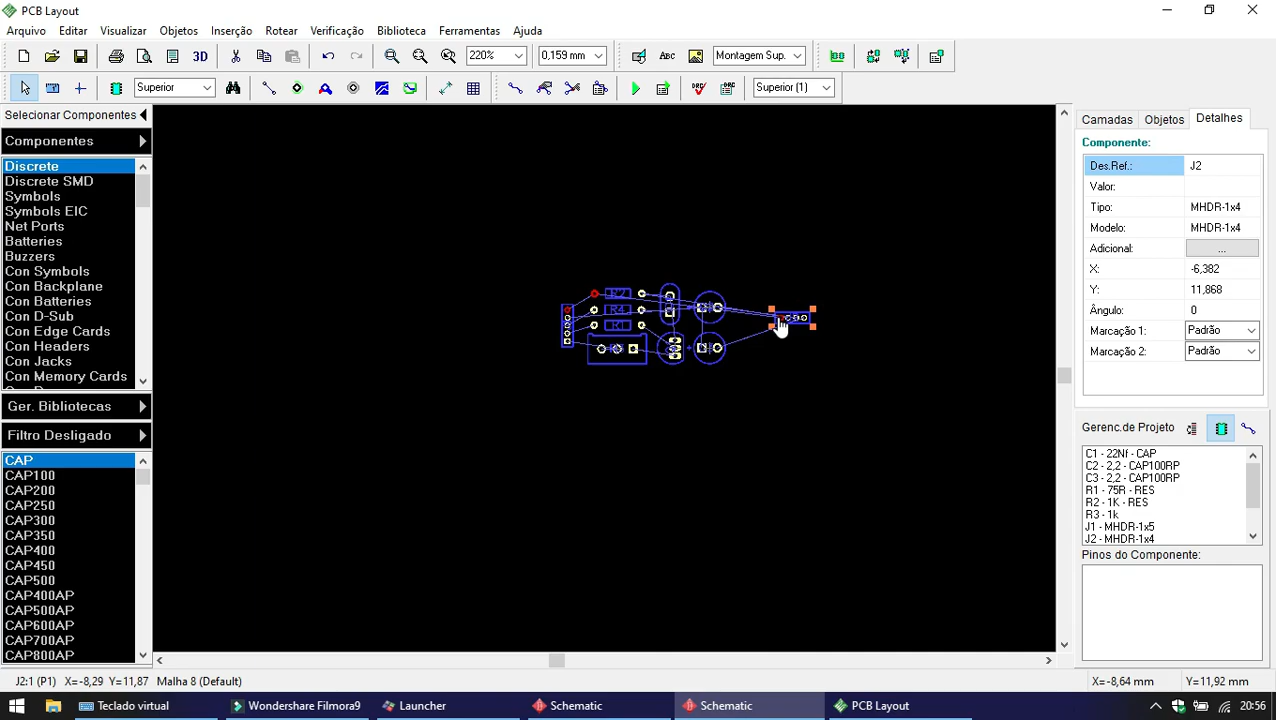 PCB Layout
Arquivo Editar Visualizar Objetos Inserção Rotear Verificação Biblioteca Ferramentas Ajuda
3D 220% 0,159 mm Abc Montagem Sup.
Superior Superior (1)
Selecionar Componentes
Componentes
Discrete
Discrete SMD
Symbols
Symbols EIC
Net Ports
Batteries
Buzzers
Con Symbols
Con Backplane
Con Batteries
Con D-Sub
Con Edge Cards
Con Headers
Con Jacks
Con Memory Cards
Ger. Bibliotecas
Filtro Desligado
CAP
CAP100
CAP200
CAP250
CAP300
CAP350
CAP400
CAP450
CAP500
CAP400AP
CAP500AP
CAP600AP
CAP700AP
CAP800AP
R2
R4
R1
Camadas Objetos Detalhes
Componente:
Des.Ref.: J2
Valor:
Tipo: MHDR-1x4
Modelo: MHDR-1x4
Adicional: ...
X: -6,382
Y: 11,868
Ângulo: 0
Marcação 1: Padrão
Marcação 2: Padrão
Gerenc.de Projeto
C1 - 22Nf - CAP
C2 - 2,2 - CAP100RP
C3 - 2,2 - CAP100RP
R1 - 75R - RES
R2 - 1K - RES
R3 - 1k
J1 - MHDR-1x5
J2 - MHDR-1x4
Pinos do Componente:
J2:1 (P1) X=-8,29 Y=11,87 Malha 8 (Default) X=-8,64 mm Y=11,92 mm
Teclado virtual Wondershare Filmora9 Launcher Schematic Schematic PCB Layout 20:56